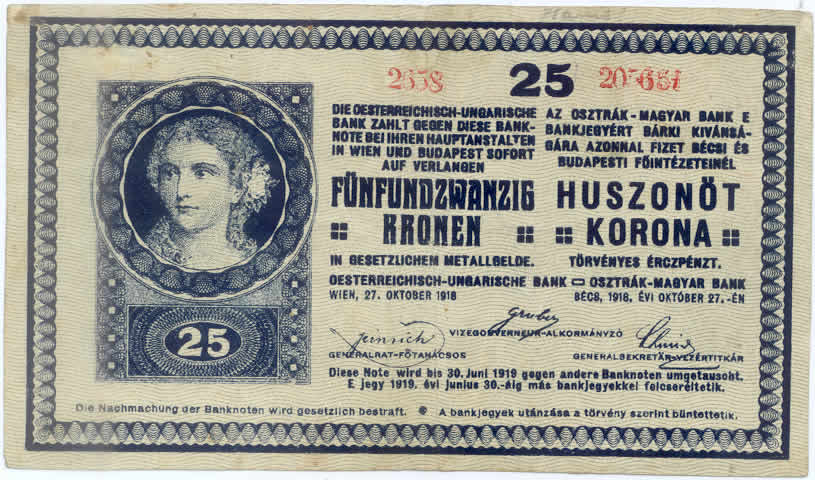 2658
25
DIE OESTERREICHISCH-UNGARISCHE
BANK ZAHLT GEGEN DIESE BANK-
NOTE BEI IHREN HAUPTANSTALTEN
IN WIEN UND BUDAPEST SOFORT
AUF VERLANGEN
FÜNFUNDZWANZIG
KRONEN
IN GESETZLICHEM METALLGELDE.
OESTERREICHISCH-UNGARISCHE BANK
WIEN, 27. OKTOBER 1918
AZ OSZTRÁK-MAGYAR BANK E
BANKJEGYÉRT BÁRKI KIVÁNSÁ-
GÁRA AZONNAL FIZET BÉCSI ÉS
BUDAPESTI FŐINTÉZETEINÉL
HUSZONÖT
KORONA
TÖRVÉNYES ÉRCZPÉNZT.
OSZTRÁK-MAGYAR BANK
BÉCS, 1918. ÉVI OKTÓBER 27.-ÉN
Gruber
VIZEGOUVERNEUR-ALKORMÁNYZÓ
GENERALRAT-FŐTANÁCSOS
GENERALSEKRETÄR-VEZÉRTITKÁR
25
Diese Note wird bis 30. Juni 1919 gegen andere Banknoten umgetauscht.
E jegy 1919. évi junius 30.-áig más bankjegyekkel felcseréltetik.
Die Nachmachung der Banknoten wird gesetzlich bestraft.
A bankjegyek utánzása a törvény szerint büntettetik.